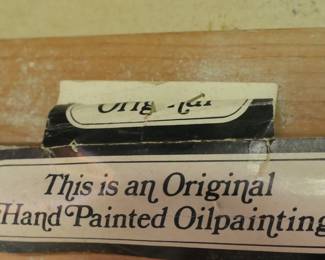 This is an Original
Hand Painted Oilpainting